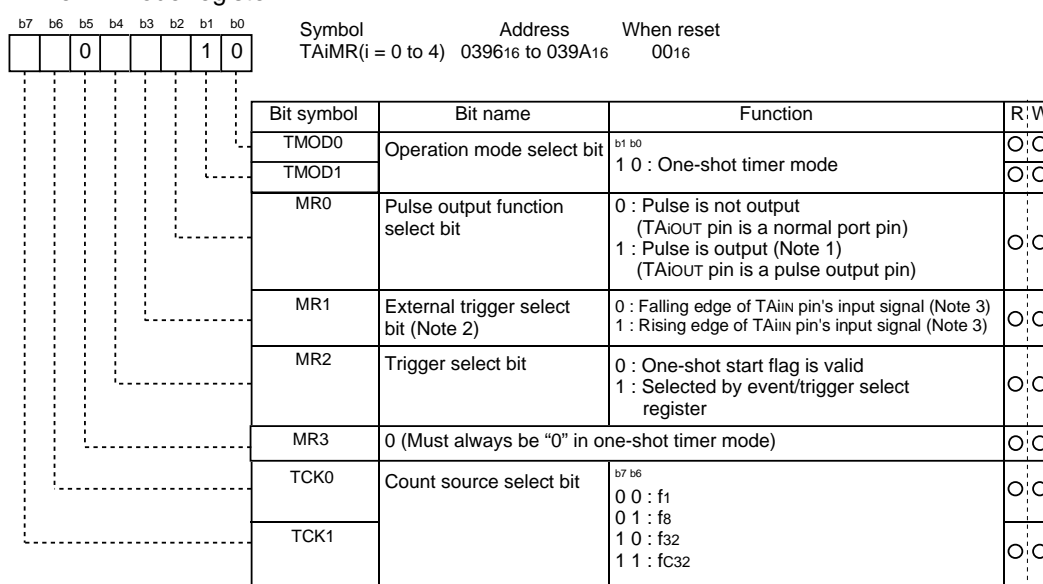 b7 b6 b5 b4 b3 b2 b1 b0
0 1 0
Symbol Address When reset
TAiMR(i = 0 to 4) 039616 to 039A16 0016
Bit symbol Bit name Function R W
TMOD0 Operation mode select bit b1 b0
1 0 : One-shot timer mode
TMOD1
MR0 Pulse output function select bit
0 : Pulse is not output
(TAiOUT pin is a normal port pin)
1 : Pulse is output (Note 1)
(TAiOUT pin is a pulse output pin)
MR1 External trigger select bit (Note 2)
0 : Falling edge of TAiIN pin's input signal (Note 3)
1 : Rising edge of TAiIN pin's input signal (Note 3)
MR2 Trigger select bit
0 : One-shot start flag is valid
1 : Selected by event/trigger select
register
MR3 0 (Must always be “0” in one-shot timer mode)
TCK0 Count source select bit b7 b6
0 0 : f1
0 1 : f8
TCK1
1 0 : f32
1 1 : fC32